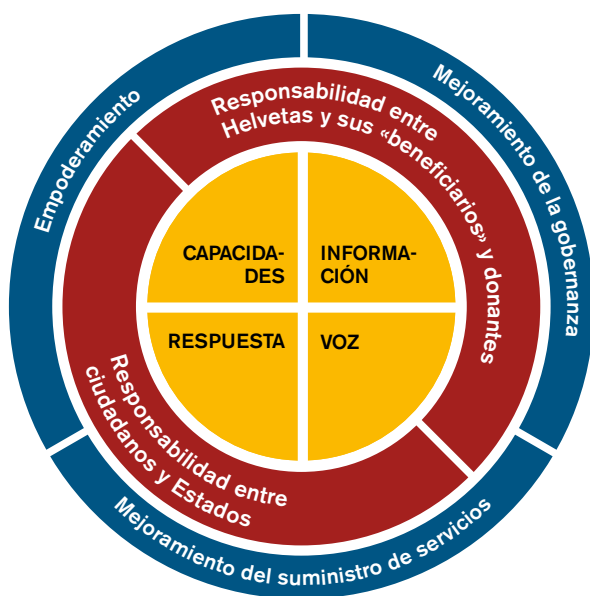 Empoderamiento
Mejoramiento de la gobernanza
Responsabilidad entre
Helvetas y sus «beneficiarios» y donantes
CAPACIDA-
DES
INFORMA-
CIÓN
RESPUESTA
VOZ
Responsabilidad entre
ciudadanos y Estados
Mejoramiento del suministro de servicios